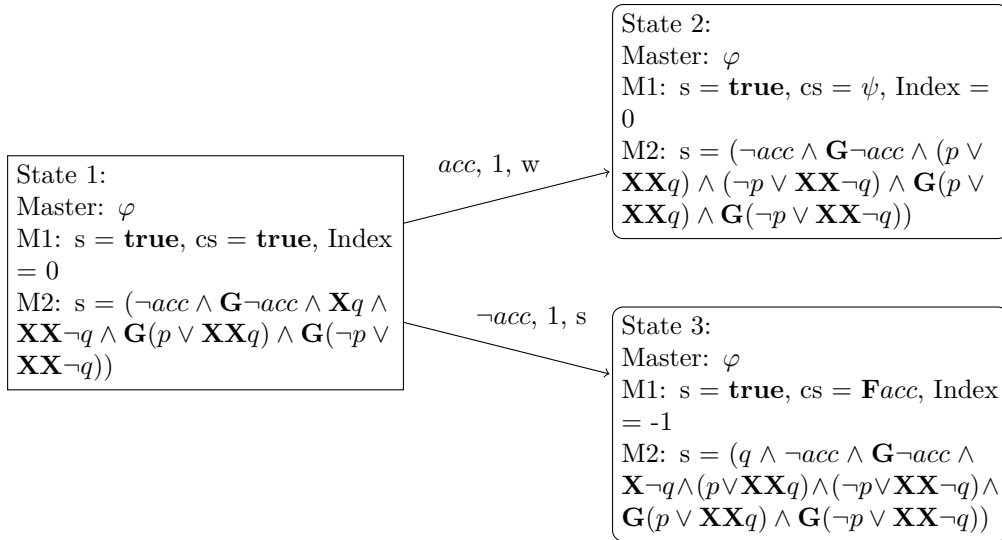 State 1:
Master: φ
M1: s = true, cs = true, Index
= 0
M2: s = (¬acc ∧ G¬acc ∧ Xq ∧
XX¬q ∧ G(p ∨ XXq) ∧ G(¬p ∨
XX¬q))
acc, 1, w
¬acc, 1, s
State 2:
Master: φ
M1: s = true, cs = ψ, Index =
0
M2: s = (¬acc ∧ G¬acc ∧ (p ∨
XXq) ∧ (¬p ∨ XX¬q) ∧ G(p ∨
XXq) ∧ G(¬p ∨ XX¬q))
State 3:
Master: φ
M1: s = true, cs = Facc, Index
= -1
M2: s = (q ∧ ¬acc ∧ G¬acc ∧
X¬q∧(p∨XXq)∧(¬p∨XX¬q)∧
G(p ∨ XXq) ∧ G(¬p ∨ XX¬q))